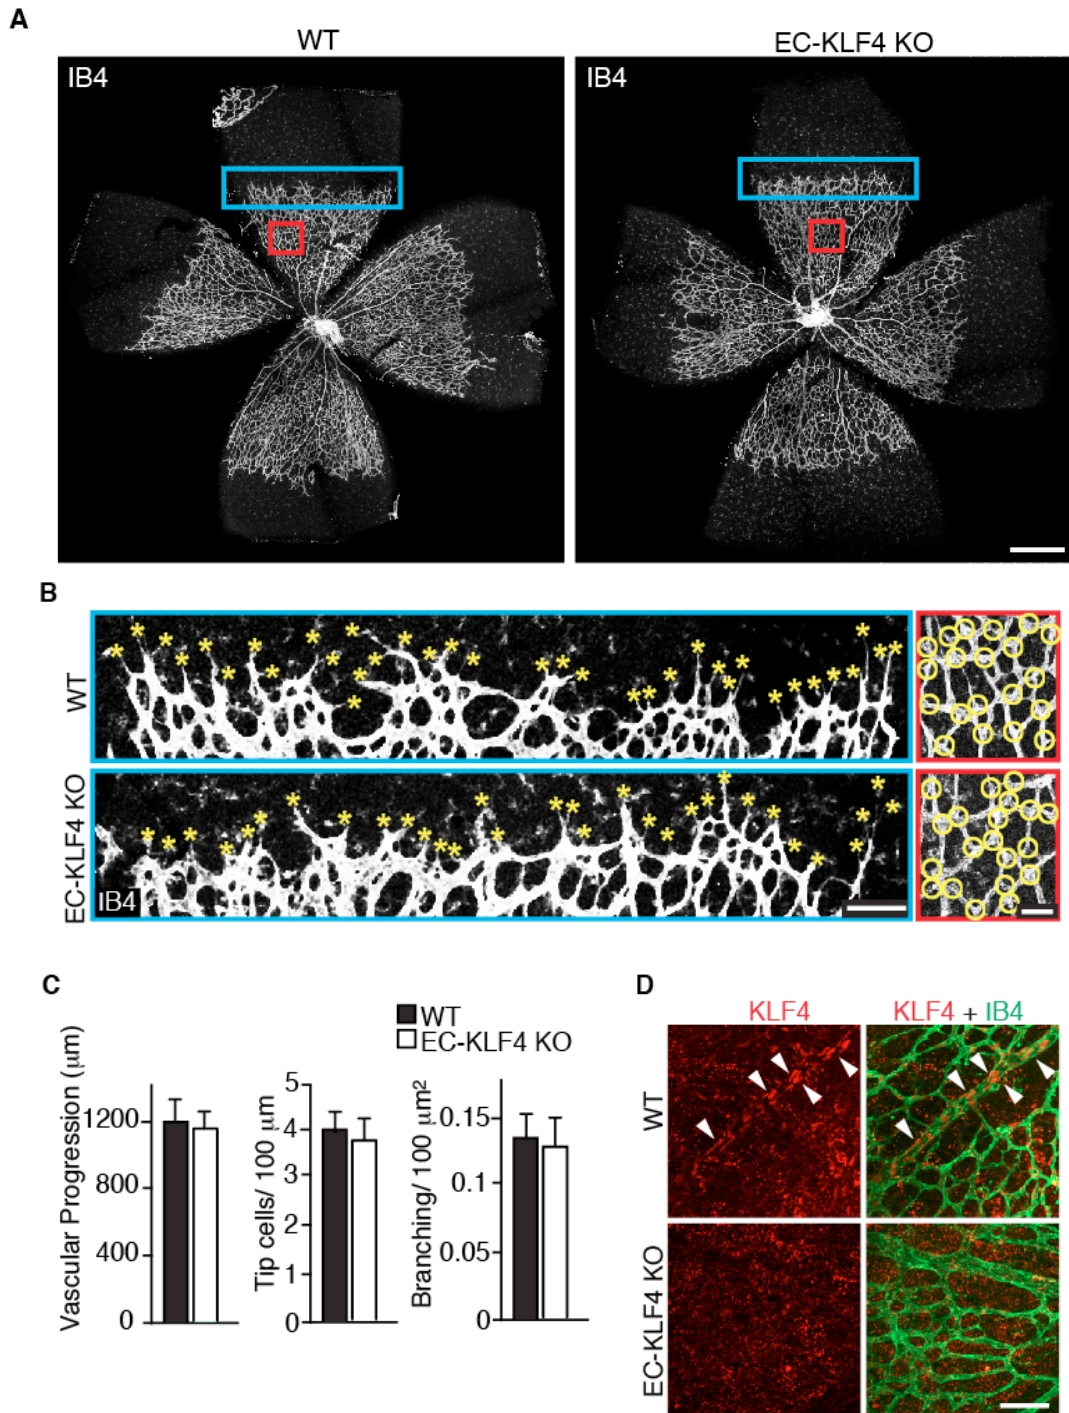 A
WT
EC-KLF4 KO
IB4
IB4
B
WT
EC-KLF4 KO
IB4
C
WT
EC-KLF4 KO
Vascular Progression (µm)
1200
800
400
0
Tip cells/ 100 µm
5
4
3
2
1
0
Branching/ 100 µm²
0.15
0.1
0.05
0
D
KLF4
KLF4 + IB4
WT
EC-KLF4 KO